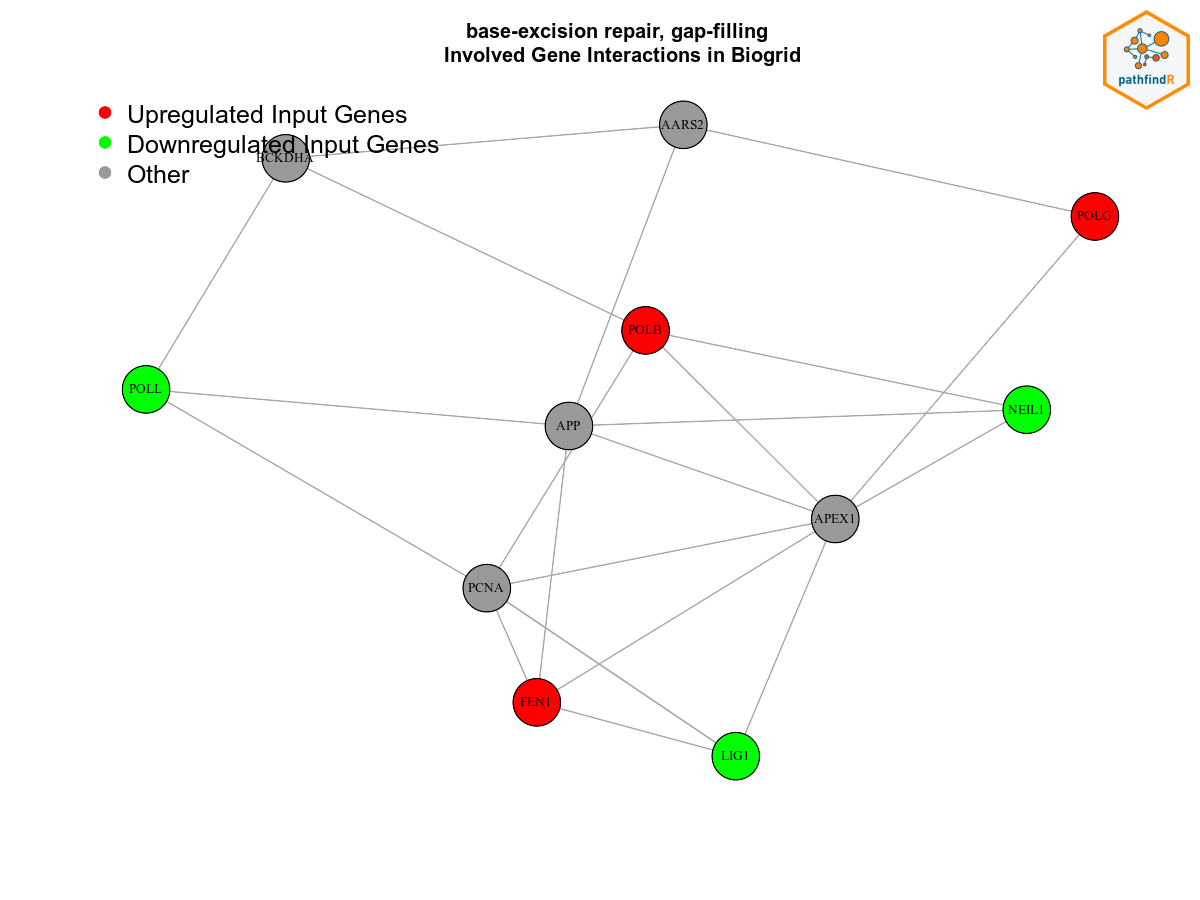 base-excision repair, gap-filling
Involved Gene Interactions in Biogrid
pathfindR
Upregulated Input Genes
Downregulated Input Genes
Other
AARS2
BCKDHA
POLG
POLB
POLL
NEIL1
APP
APEX1
PCNA
FEN1
LIG1